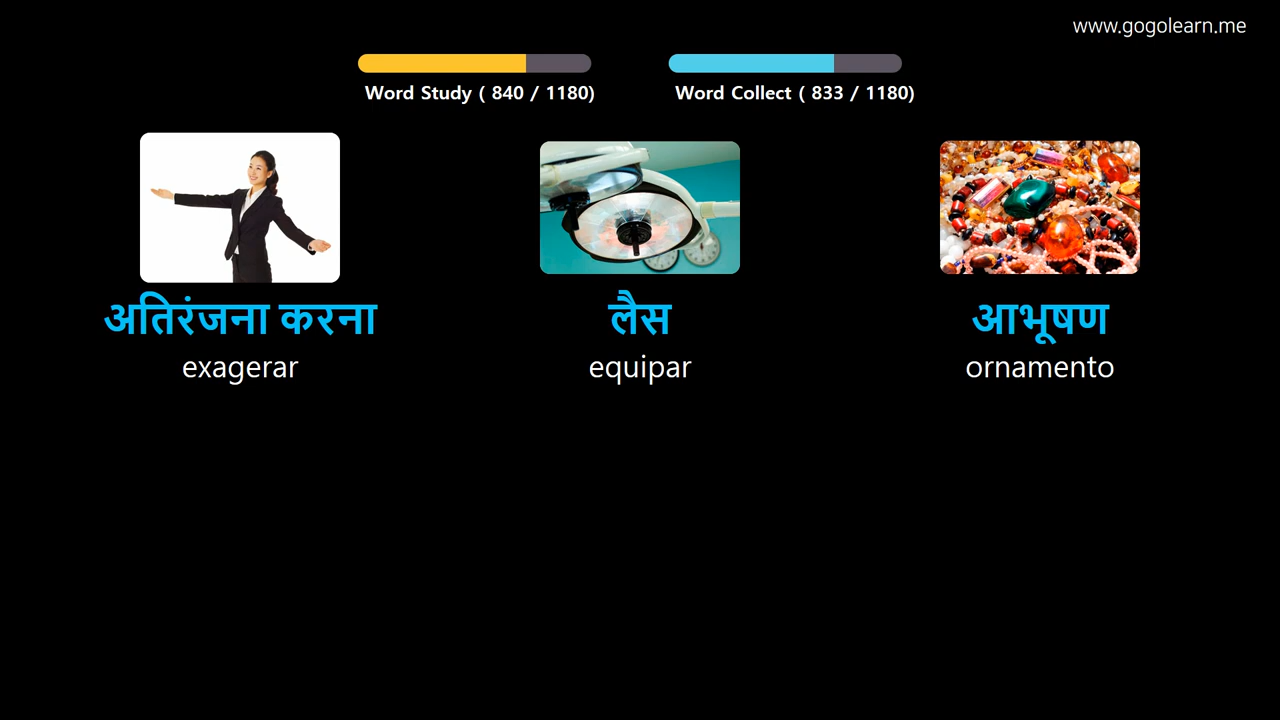 www.gogolearn.me
Word Study ( 840 / 1180)
Word Collect ( 833 / 1180)
अतिरंजना करना
exagerar
लैस
equipar
आभूषण
ornamento